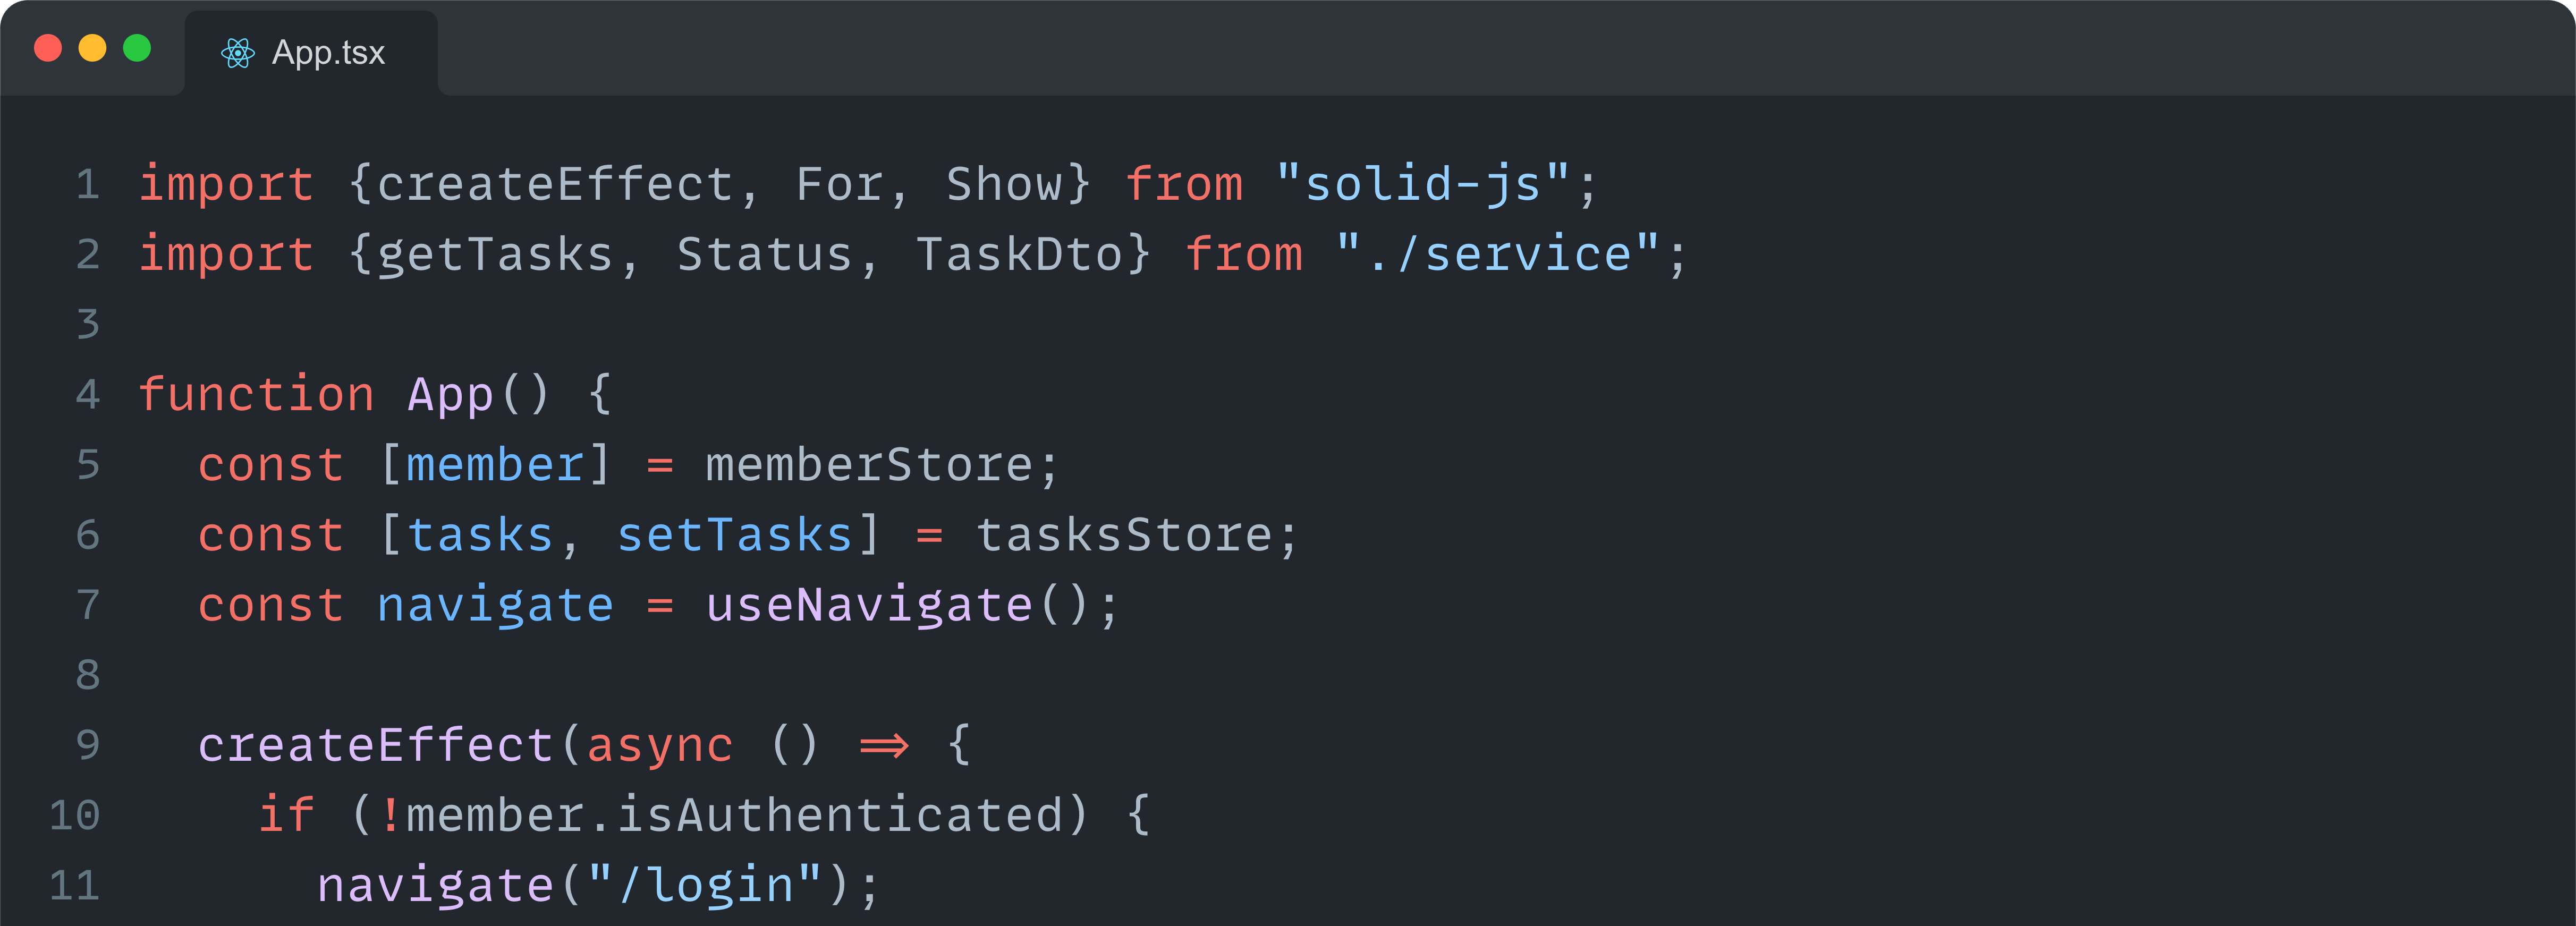 App.tsx
1 import {createEffect, For, Show} from "solid-js";
2 import {getTasks, Status, TaskDto} from "./service";
3
4 function App() {
5   const [member] = memberStore;
6   const [tasks, setTasks] = tasksStore;
7   const navigate = useNavigate();
8
9   createEffect(async () => {
10     if (!member.isAuthenticated) {
11       navigate("/login");